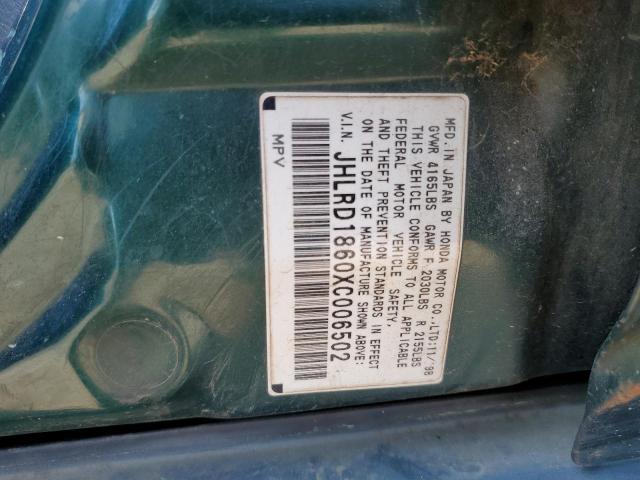 MFD. IN JAPAN BY HONDA MOTOR CO.,LTD:11/'98
GVWR 4165LBS GAWR F 2030LBS R 2155LBS
THIS VEHICLE CONFORMS TO ALL APPLICABLE
FEDERAL MOTOR VEHICLE SAFETY,
AND THEFT PREVENTION STANDARDS IN EFFECT
ON THE DATE OF MANUFACTURE SHOWN ABOVE:
V.I.N. JHLRD1860XC006502
MPV